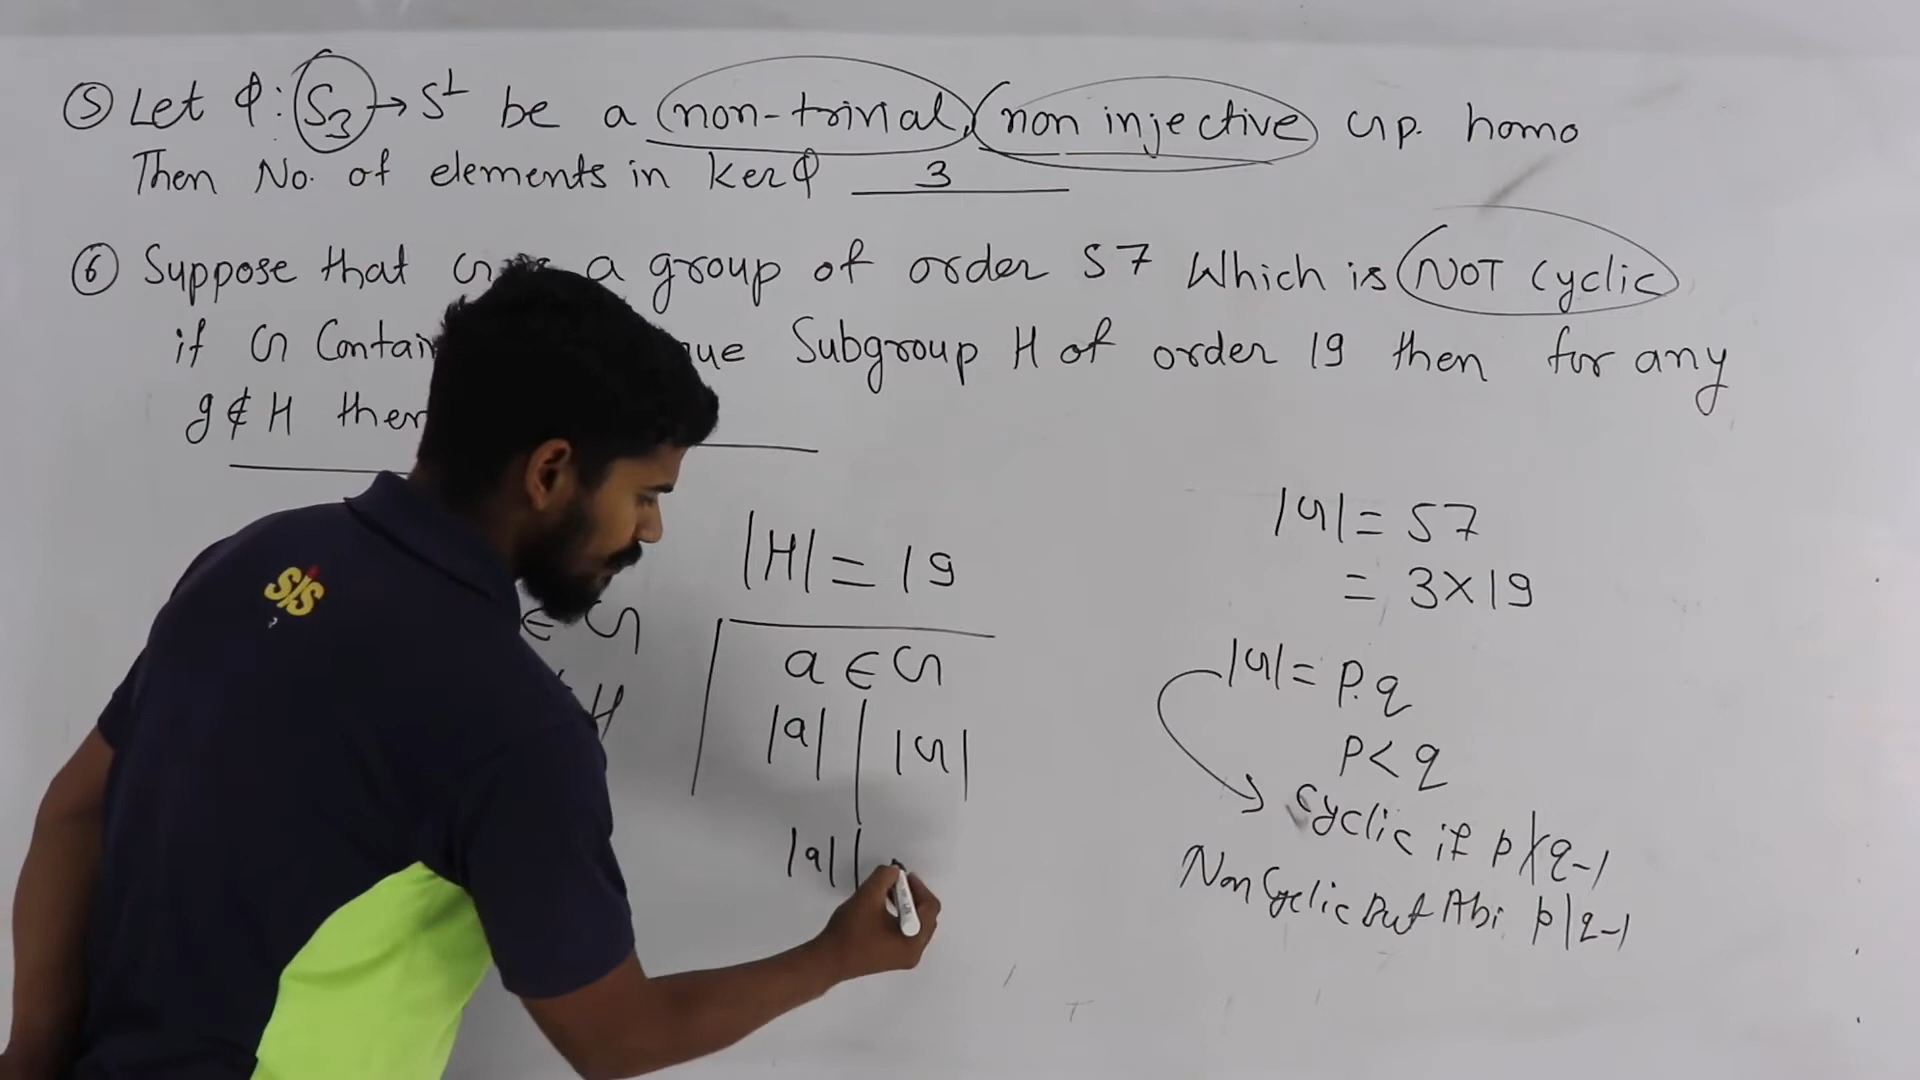 ⑤ Let φ: S₃ → S¹ be a non-trivial, non injective Gp. homo
Then No. of elements in Kerφ 3
⑥ Suppose that G a group of order 57 Which is NOT Cyclic
if G Contain que Subgroup H of order 19 then for any
g ∉ H then
|H| = 19
∈ G
H
a ∈ G
|a| | |G|
|a| |
|G| = 57
= 3×19
|G| = p.q
p < q
Cyclic if p∤q-1
Non Cyclic But Abi p|q-1
SIS